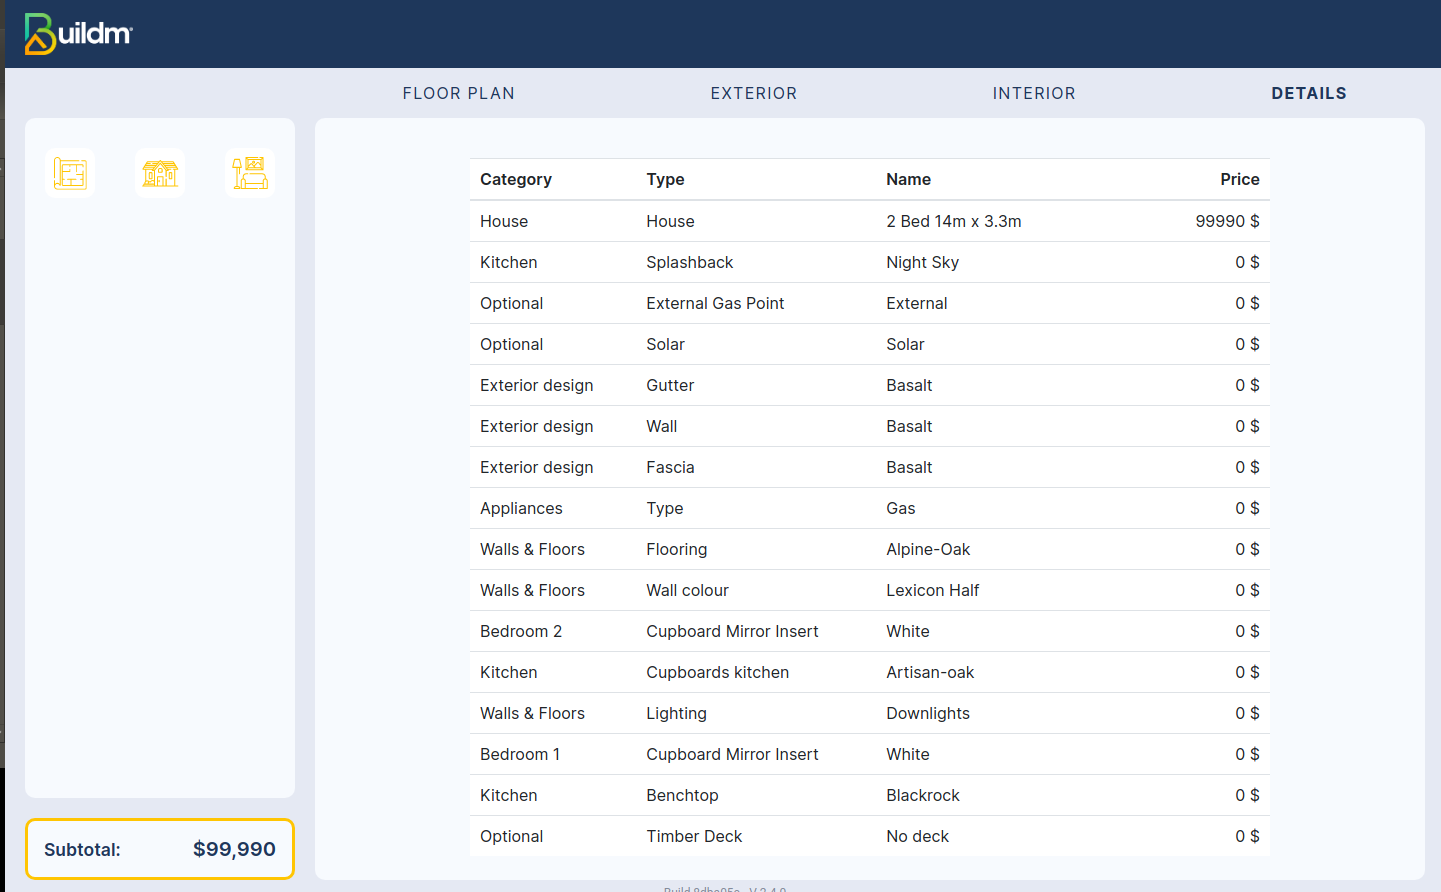 Buildm
FLOOR PLAN EXTERIOR INTERIOR DETAILS
Category Type Name Price
House House 2 Bed 14m x 3.3m 99990 $
Kitchen Splashback Night Sky 0 $
Optional External Gas Point External 0 $
Optional Solar Solar 0 $
Exterior design Gutter Basalt 0 $
Exterior design Wall Basalt 0 $
Exterior design Fascia Basalt 0 $
Appliances Type Gas 0 $
Walls & Floors Flooring Alpine-Oak 0 $
Walls & Floors Wall colour Lexicon Half 0 $
Bedroom 2 Cupboard Mirror Insert White 0 $
Kitchen Cupboards kitchen Artisan-oak 0 $
Walls & Floors Lighting Downlights 0 $
Bedroom 1 Cupboard Mirror Insert White 0 $
Kitchen Benchtop Blackrock 0 $
Optional Timber Deck No deck 0 $
Subtotal: $99,990
Build